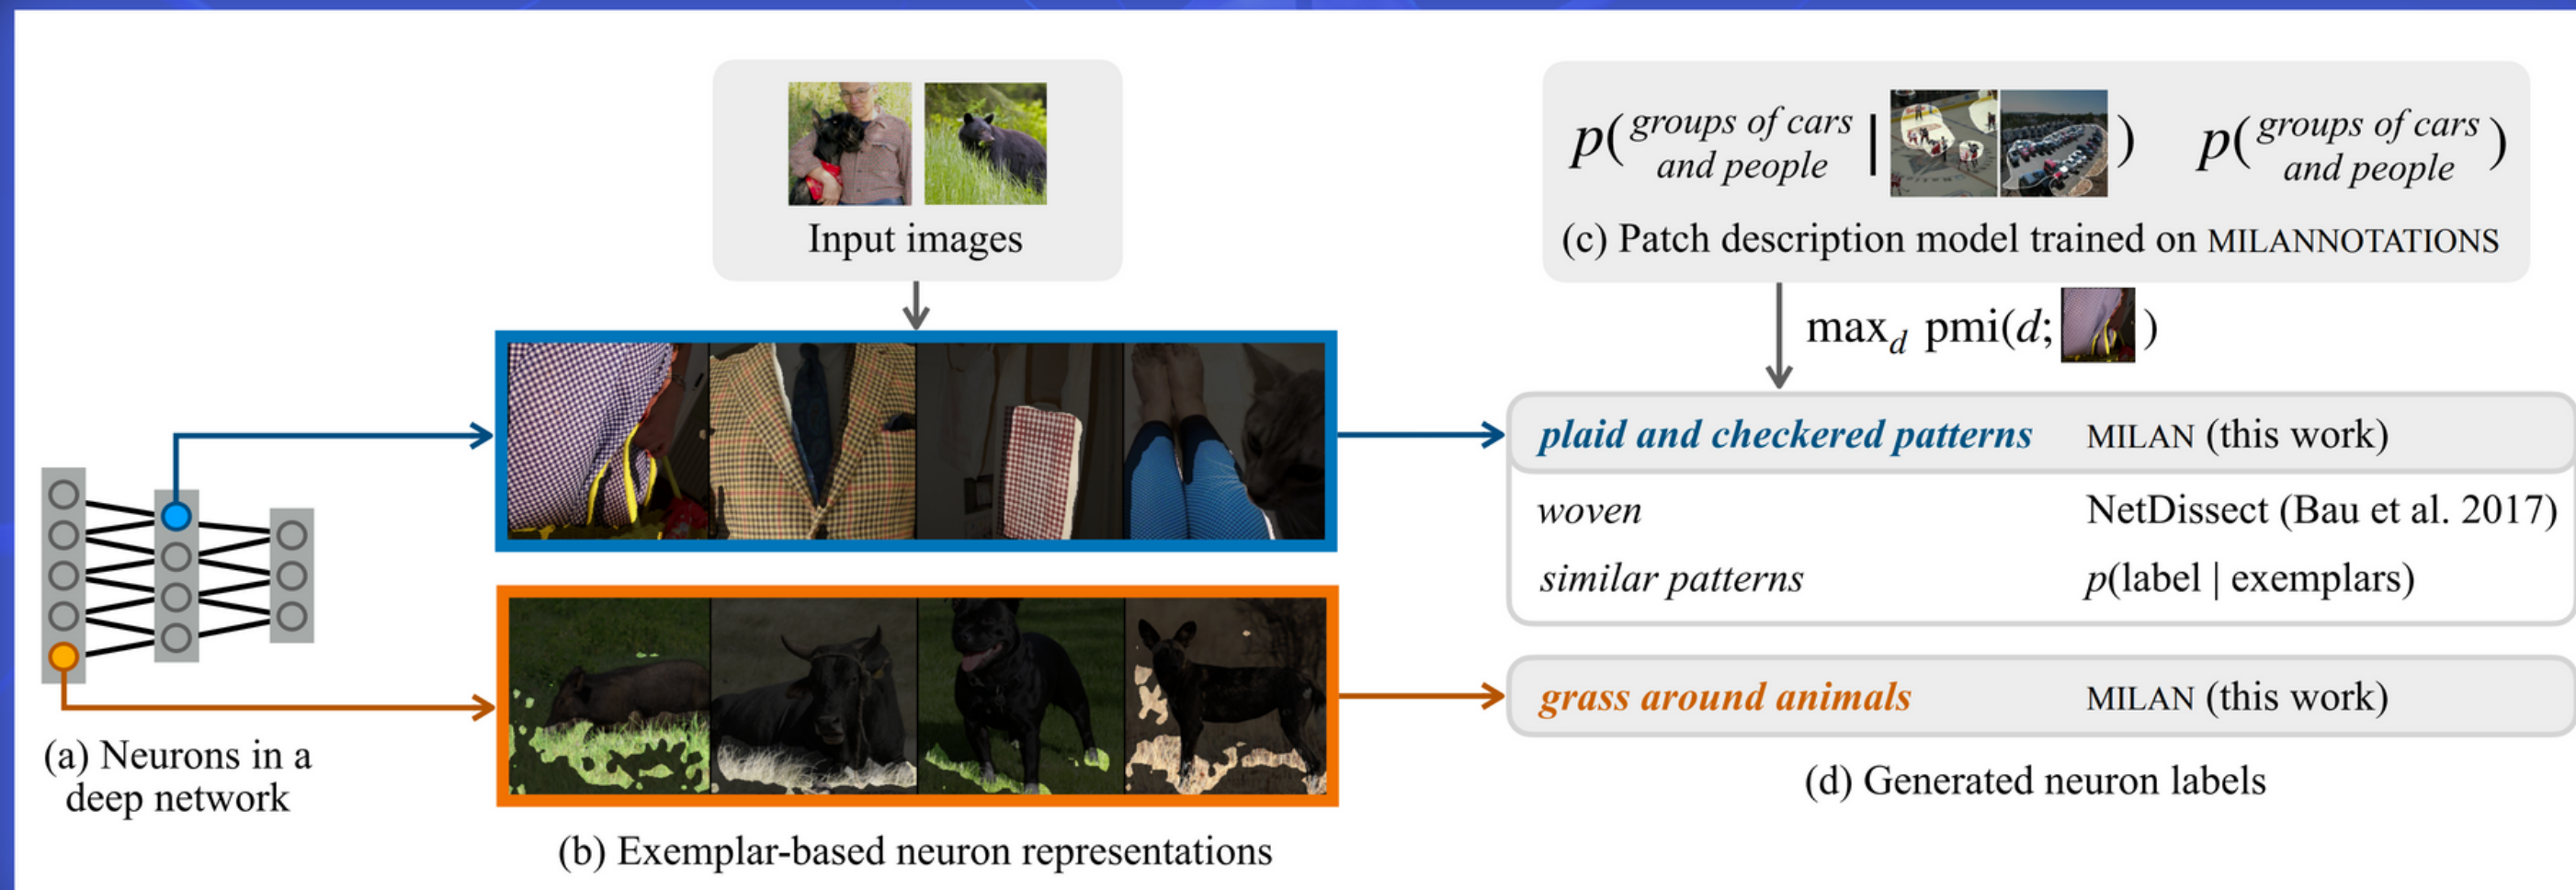 Input images
p(groups of cars and people | ) p(groups of cars and people)
(c) Patch description model trained on MILANNOTATIONS
max_d pmi(d; )
plaid and checkered patterns MILAN (this work)
woven NetDissect (Bau et al. 2017)
similar patterns p(label | exemplars)
grass around animals MILAN (this work)
(a) Neurons in a
deep network
(b) Exemplar-based neuron representations
(d) Generated neuron labels